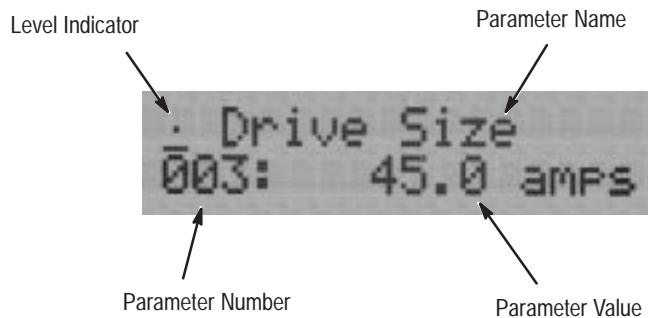 Level Indicator
Parameter Name
. Drive Size
003: 45.0 amps
Parameter Number
Parameter Value